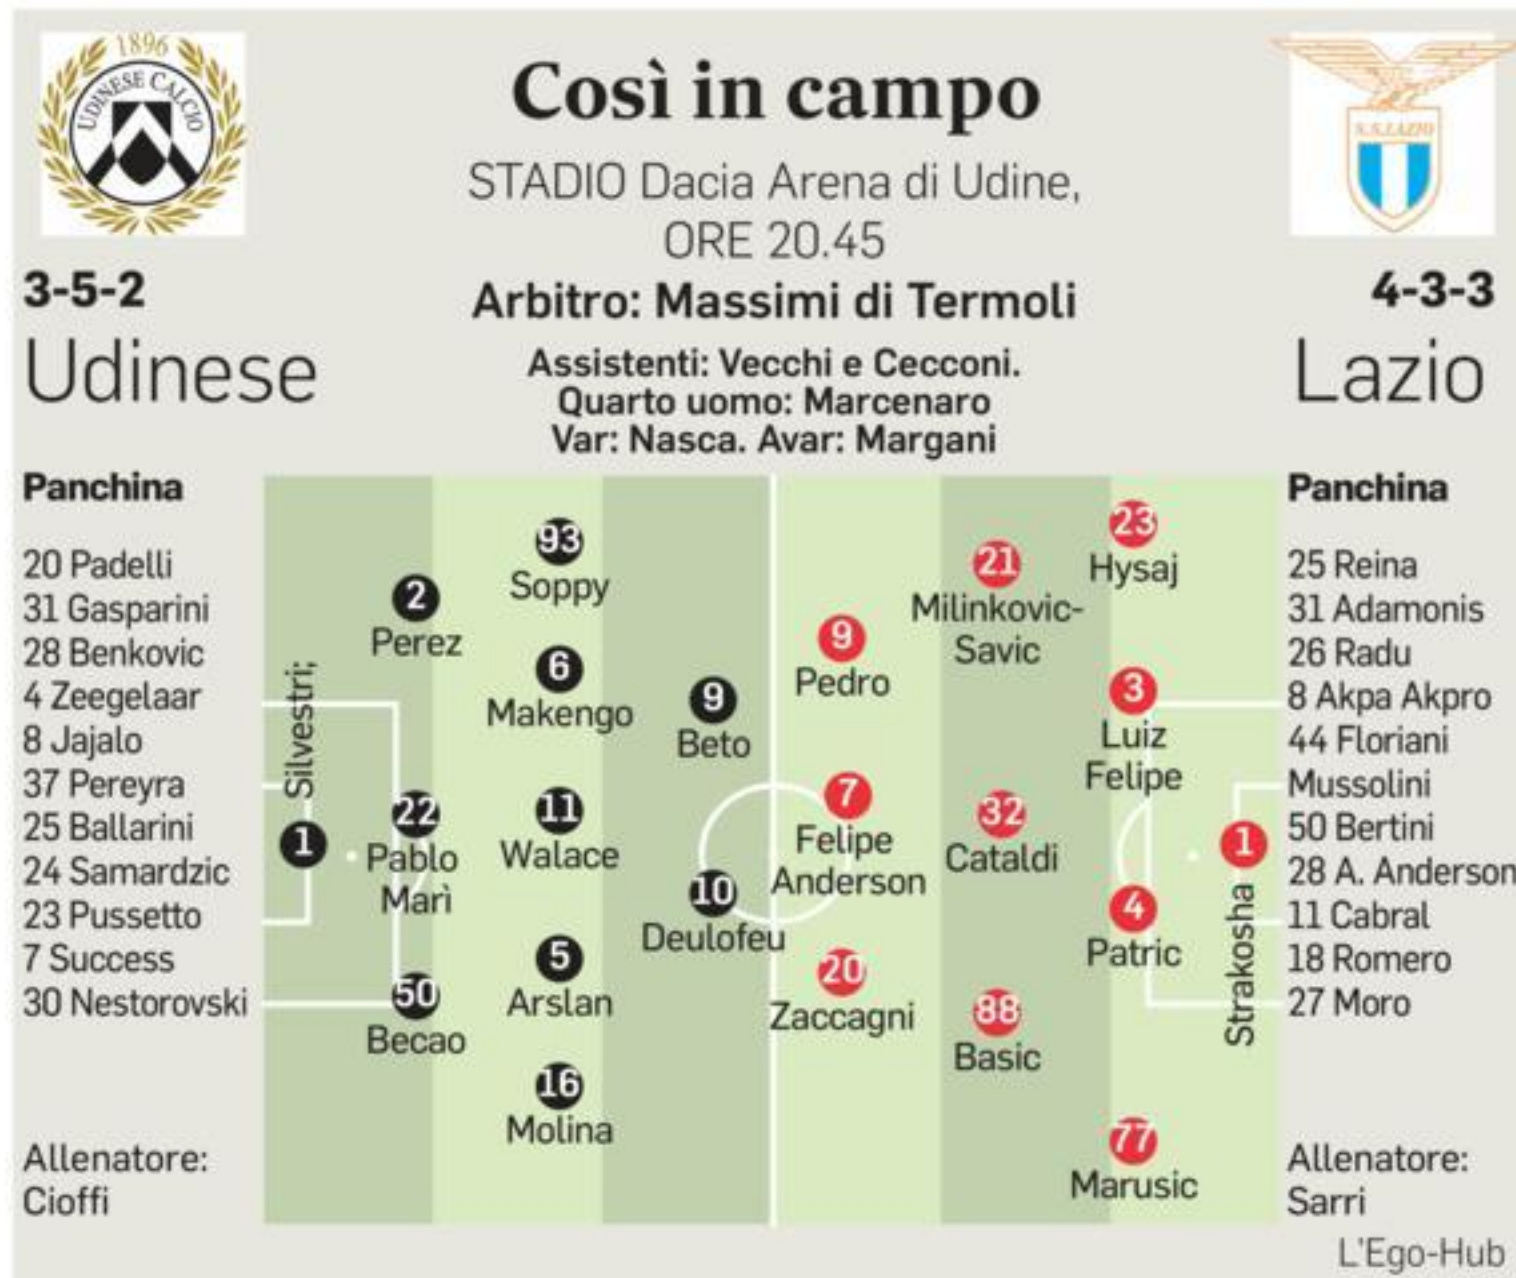 1896
UDINESE CALCIO
S.S.LAZIO
Così in campo
STADIO Dacia Arena di Udine,
ORE 20.45
Arbitro: Massimi di Termoli
Assistenti: Vecchi e Cecconi.
Quarto uomo: Marcenaro
Var: Nasca. Avar: Margani
3-5-2
Udinese
4-3-3
Lazio
Panchina
20 Padelli
31 Gasparini
28 Benkovic
4 Zeegelaar
8 Jajalo
37 Pereyra
25 Ballarini
24 Samardzic
23 Pussetto
7 Success
30 Nestorovski
Allenatore:
Cioffi
1
Silvestri;
2
Perez
22
Pablo
Marì
50
Becao
93
Soppy
6
Makengo
11
Walace
5
Arslan
16
Molina
9
Beto
10
Deulofeu
9
Pedro
7
Felipe
Anderson
20
Zaccagni
21
Milinkovic-
Savic
32
Cataldi
88
Basic
23
Hysaj
3
Luiz
Felipe
4
Patric
77
Marusic
1
Strakosha
Panchina
25 Reina
31 Adamonis
26 Radu
8 Akpa Akpro
44 Floriani
Mussolini
50 Bertini
28 A. Anderson
11 Cabral
18 Romero
27 Moro
Allenatore:
Sarri
L'Ego-Hub